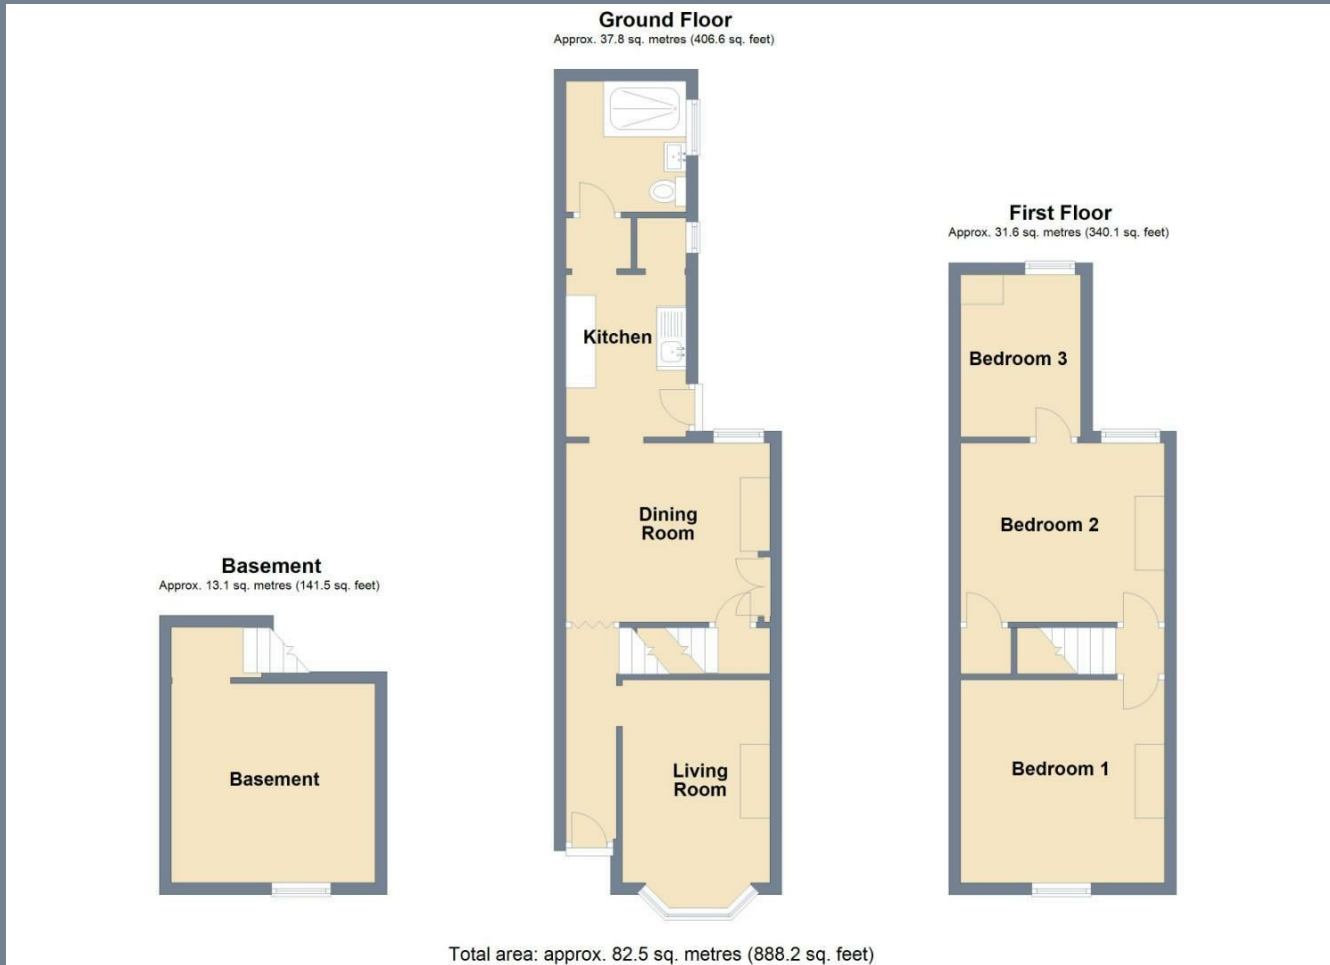 Ground Floor
Approx. 37.8 sq. metres (406.6 sq. feet)
Kitchen
Dining
Room
Living
Room
First Floor
Approx. 31.6 sq. metres (340.1 sq. feet)
Bedroom 3
Bedroom 2
Bedroom 1
Basement
Approx. 13.1 sq. metres (141.5 sq. feet)
Basement
Total area: approx. 82.5 sq. metres (888.2 sq. feet)